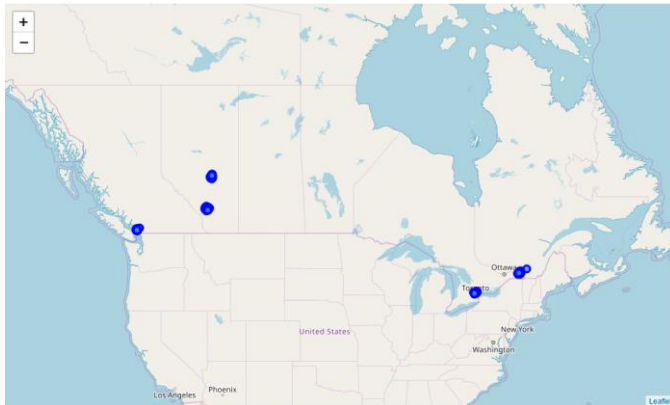 +
−
Ottawa
Toronto
United States
New York
Washington
Los Angeles
Phoenix
Leafle